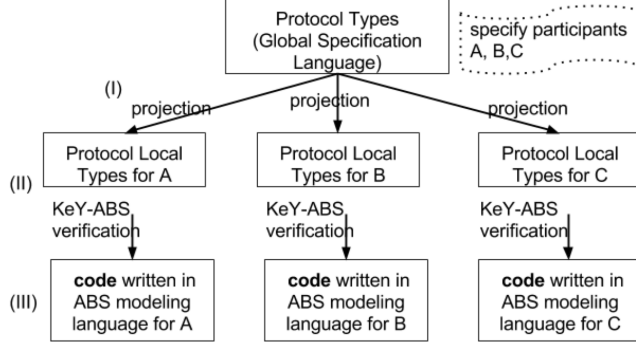 Protocol Types
(Global Specification
Language)
specify participants
A, B,C
(I)
projection
projection
projection
(II)
Protocol Local
Types for A
Protocol Local
Types for B
Protocol Local
Types for C
KeY-ABS
verification
KeY-ABS
verification
KeY-ABS
verification
(III)
code written in
ABS modeling
language for A
code written in
ABS modeling
language for B
code written in
ABS modeling
language for C